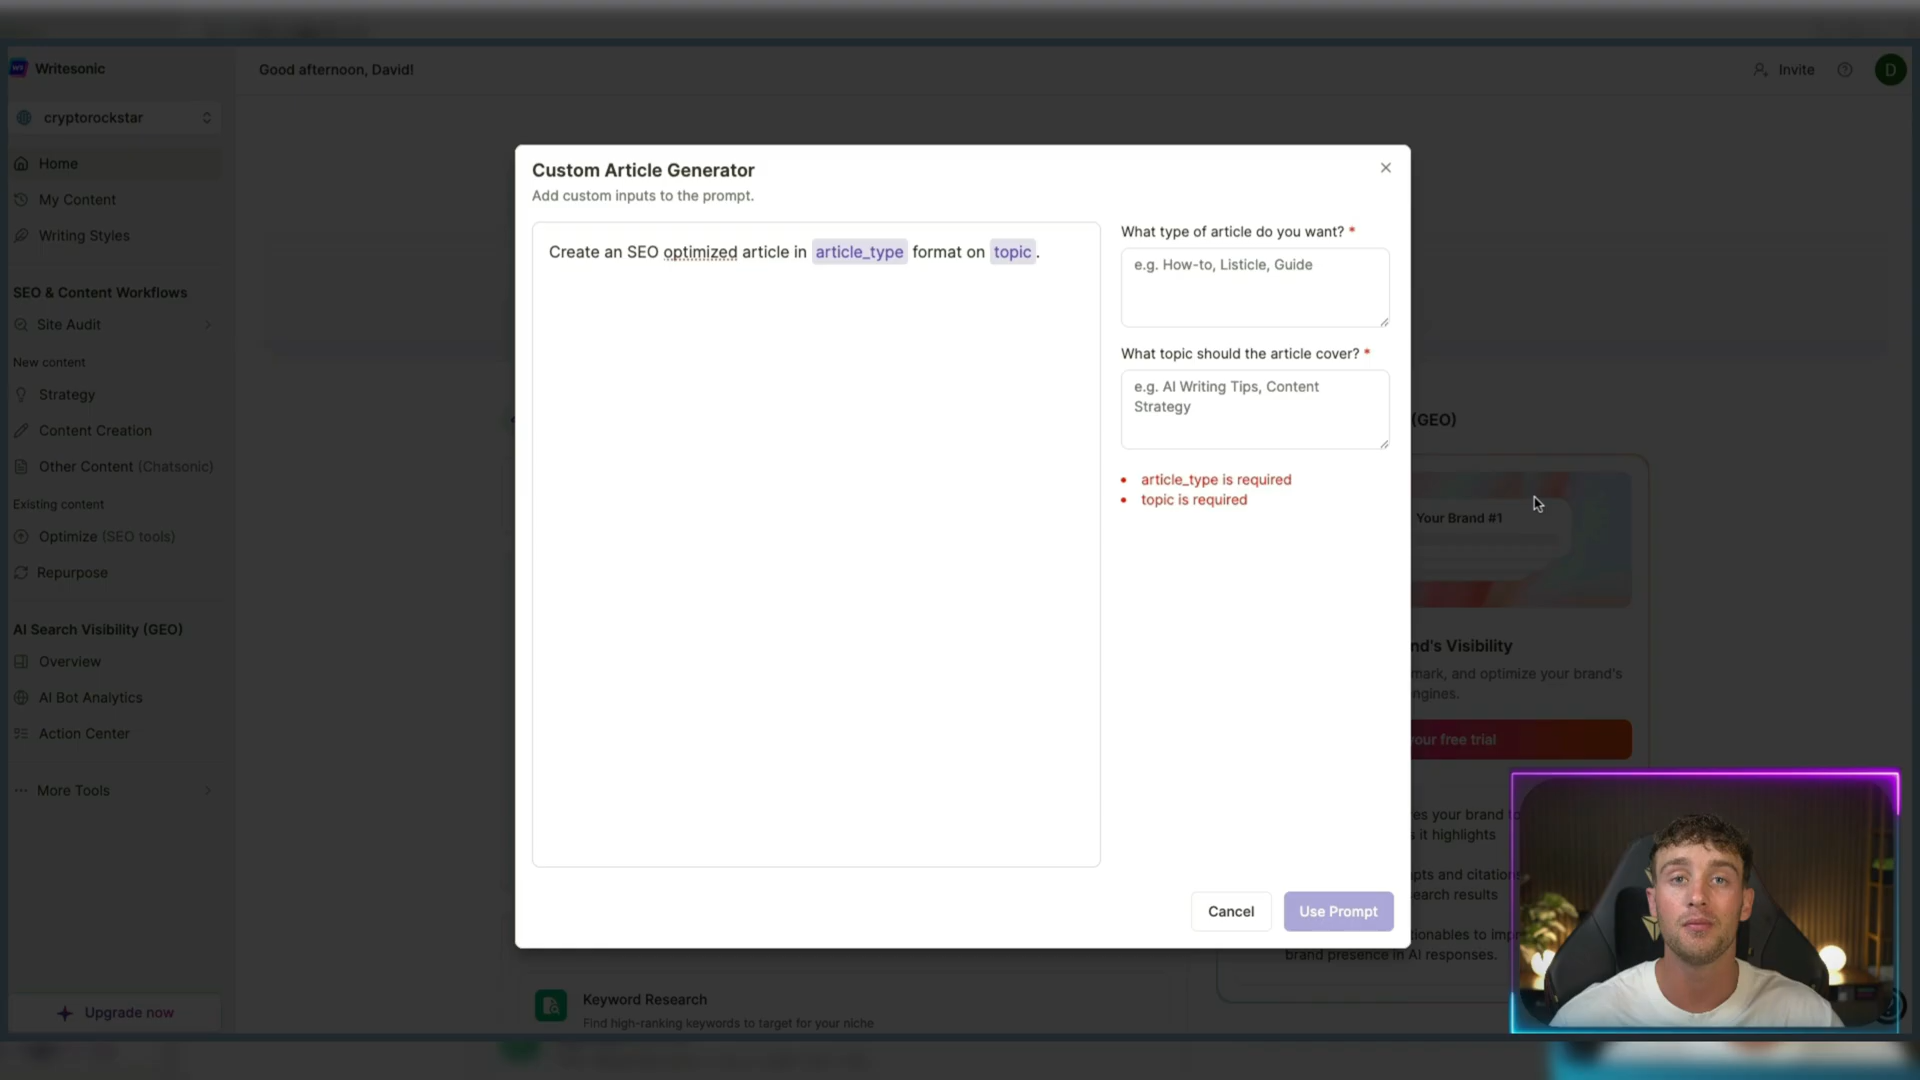 Writesonic
Good afternoon, David!
Invite
D
cryptorockstar
Home
My Content
Writing Styles
SEO & Content Workflows
Site Audit
New content
Strategy
Content Creation
Other Content (Chatsonic)
Existing content
Optimize (SEO tools)
Repurpose
AI Search Visibility (GEO)
Overview
AI Bot Analytics
Action Center
More Tools
Upgrade now
Custom Article Generator
Add custom inputs to the prompt.
Create an SEO optimized article in article_type format on topic.
What type of article do you want? *
e.g. How-to, Listicle, Guide
What topic should the article cover? *
e.g. AI Writing Tips, Content
Strategy
article_type is required
topic is required
Cancel
Use Prompt
(GEO)
Your Brand #1
nd's Visibility
mark, and optimize your brand's
ngines.
our free trial
es your brand
it highlights
pts and citation
earch results
ionables to imp
brand presence in AI responses.
Keyword Research
Find high-ranking keywords to target for your niche